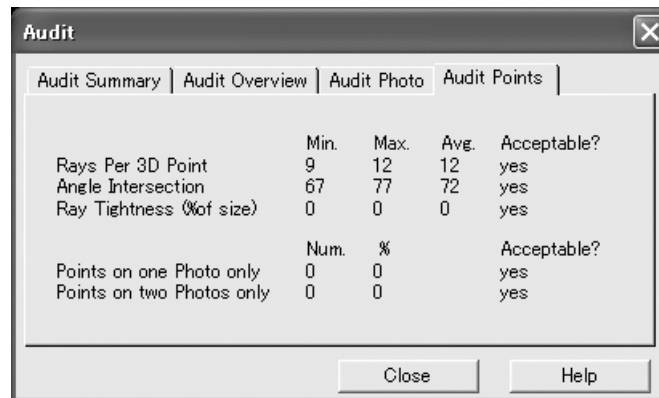 Audit
Audit Summary Audit Overview Audit Photo Audit Points
Min. Max. Avg. Acceptable?
Rays Per 3D Point 9 12 12 yes
Angle Intersection 67 77 72 yes
Ray Tightness (%of size) 0 0 0 yes
Num. % Acceptable?
Points on one Photo only 0 0 yes
Points on two Photos only 0 0 yes
Close Help